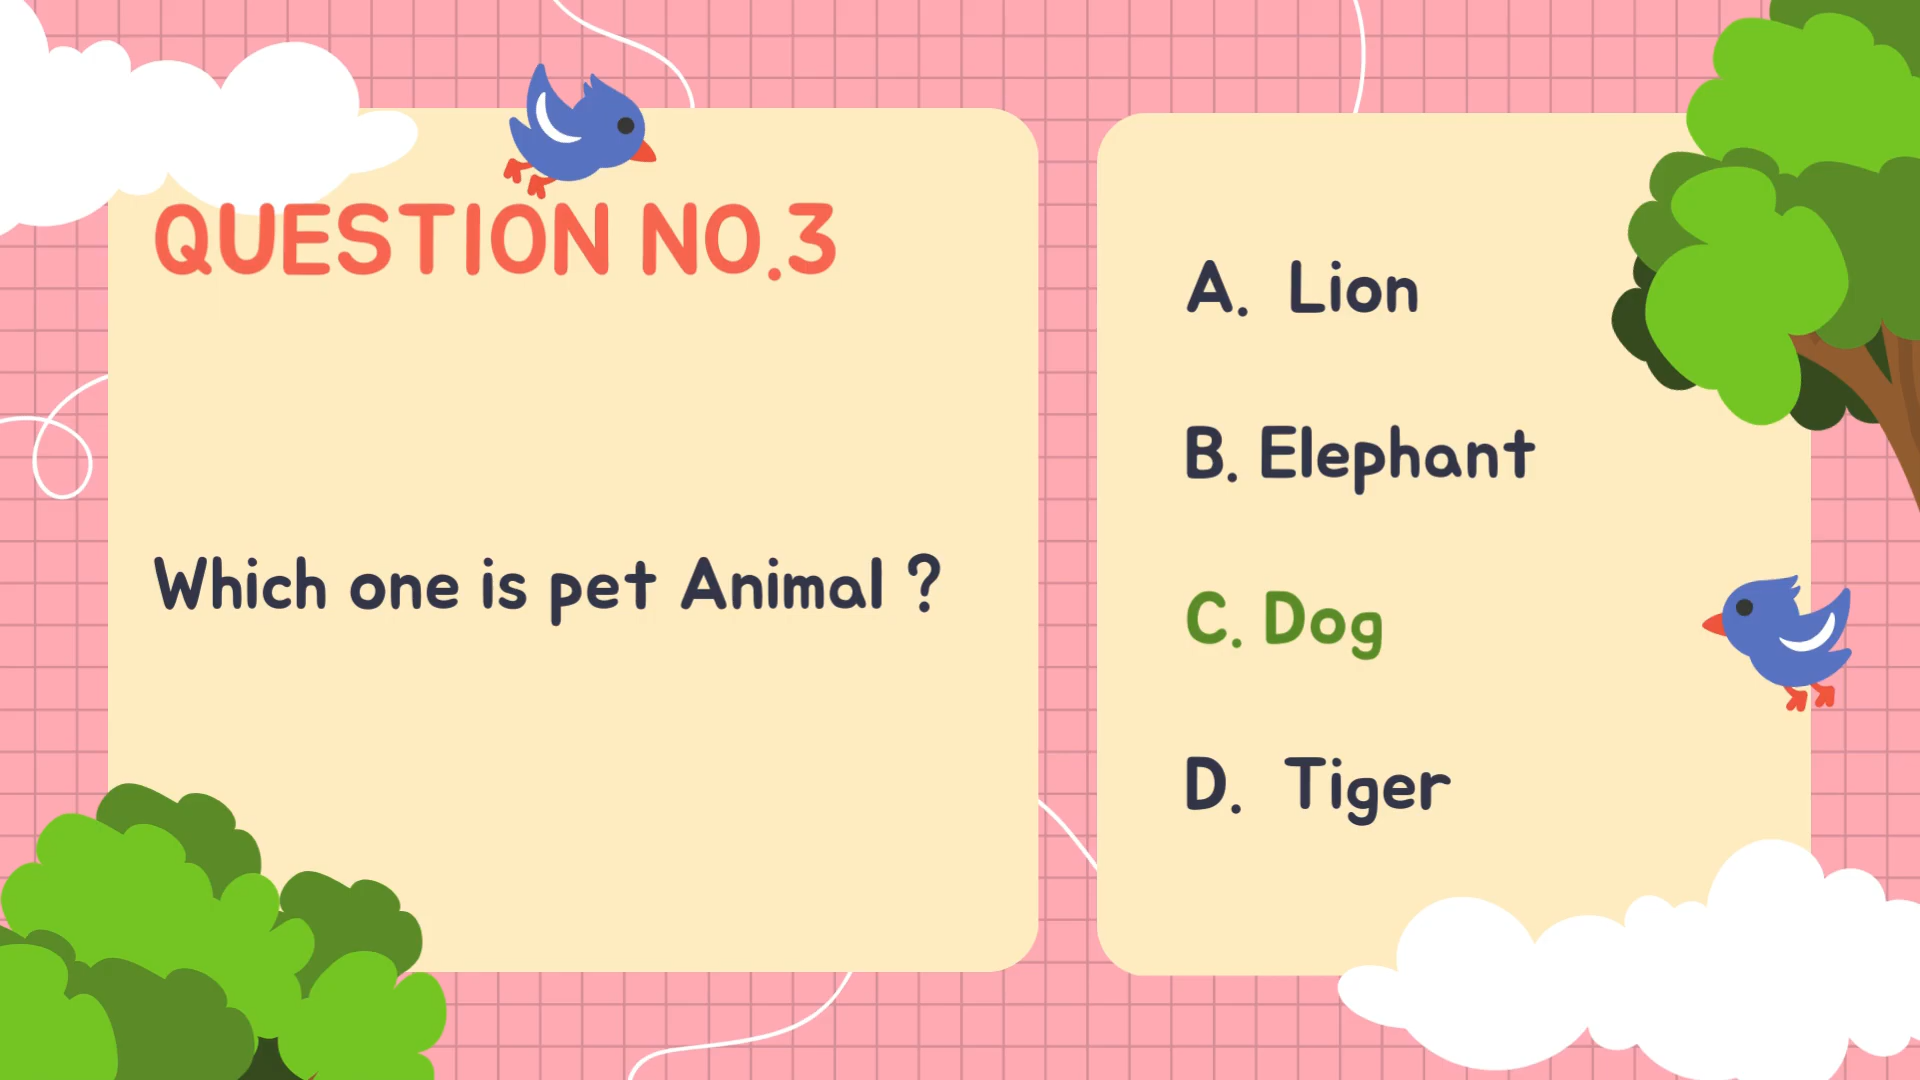 QUESTION NO.3
Which one is pet Animal ?
A. Lion
B. Elephant
C. Dog
D. Tiger